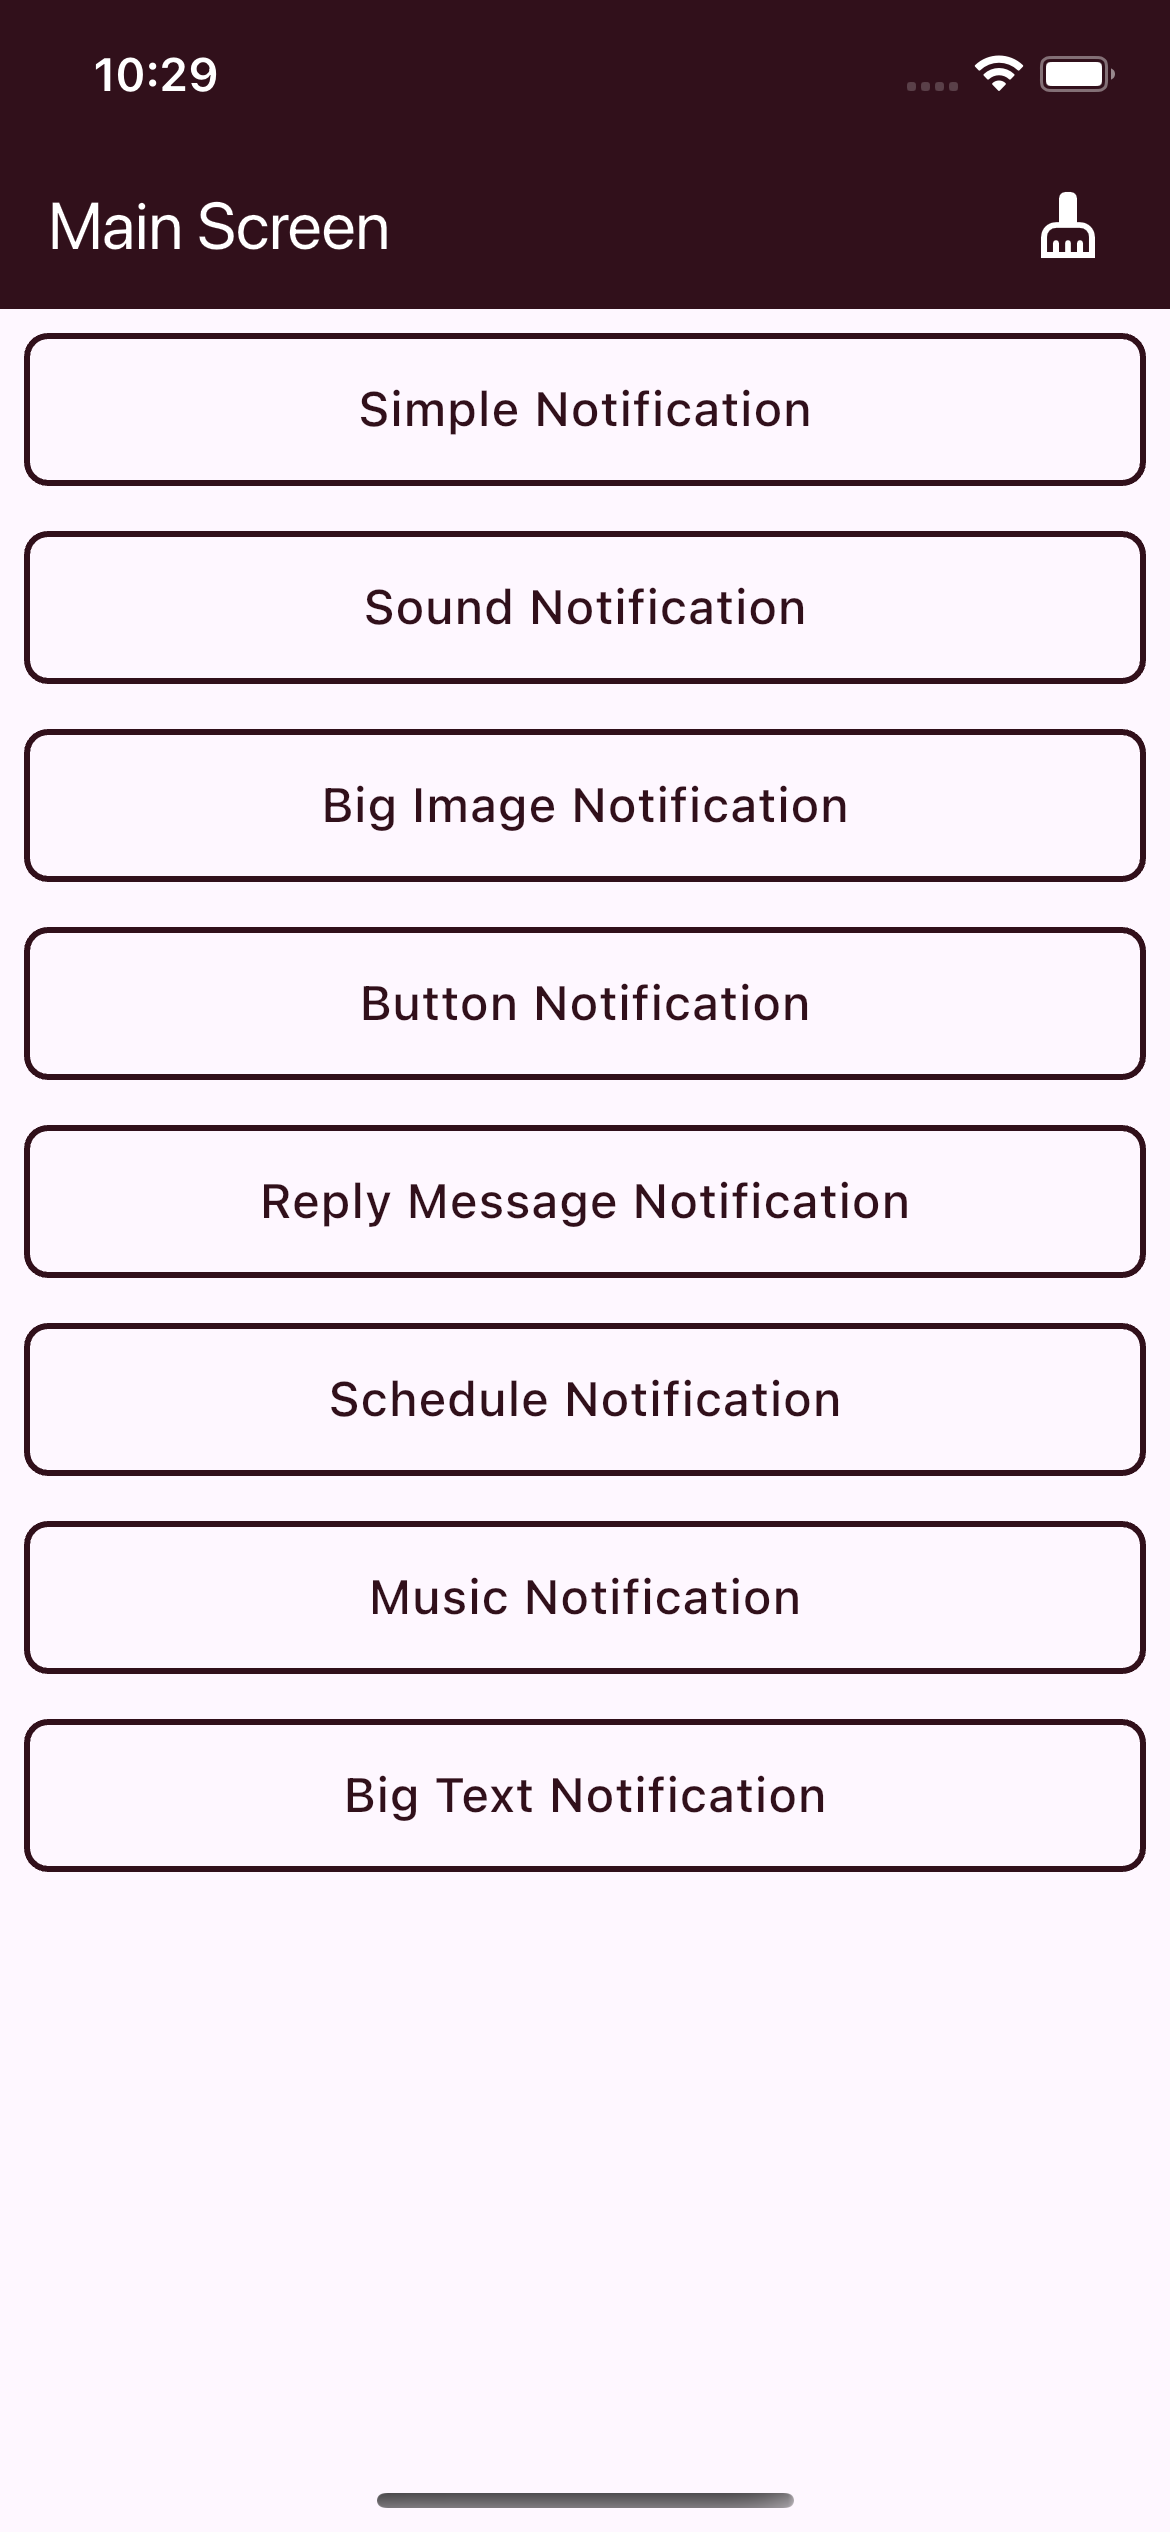 10:29
Main Screen
Simple Notification
Sound Notification
Big Image Notification
Button Notification
Reply Message Notification
Schedule Notification
Music Notification
Big Text Notification